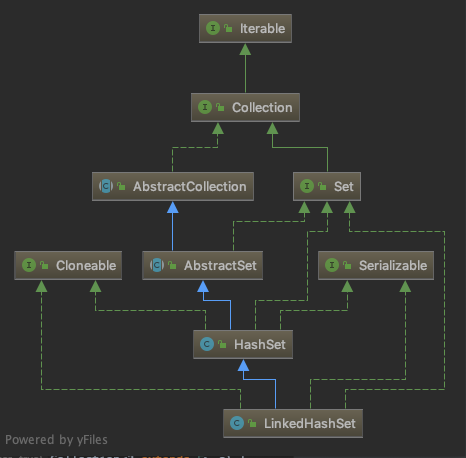 Iterable
Collection
AbstractCollection
Set
Cloneable
AbstractSet
Serializable
HashSet
LinkedHashSet
Powered by yFiles